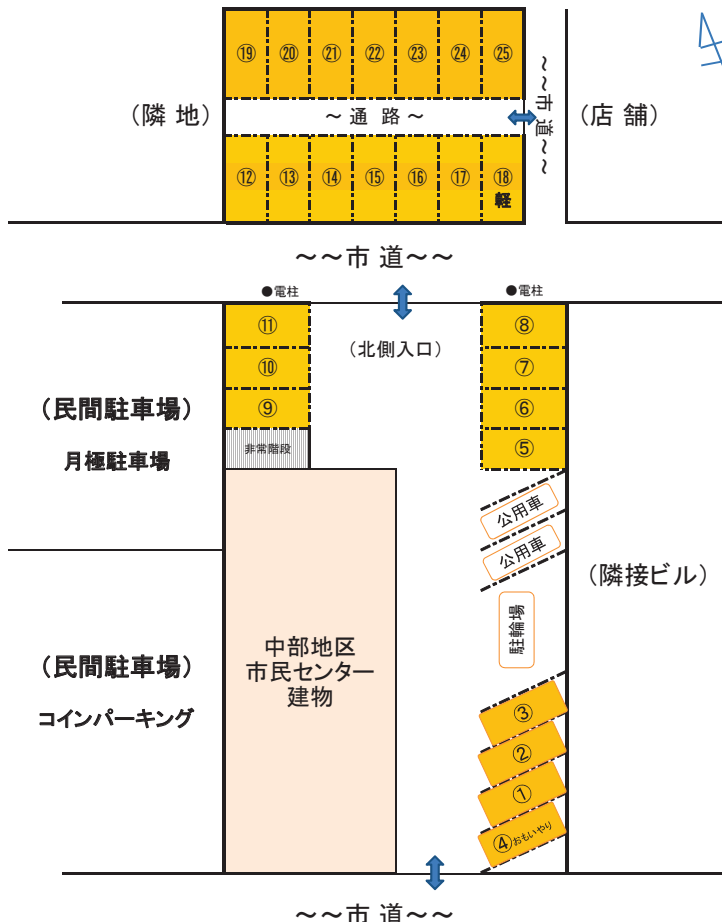 ⑲ ⑳ ㉑ ㉒ ㉓ ㉔ ㉕
(隣 地)
~ 通 路 ~
~~市 道~~
(店 舗)
⑫ ⑬ ⑭ ⑮ ⑯ ⑰ ⑱
軽
~~市 道~~
●電柱
●電柱
⑪
⑧
(北側入口)
⑩
⑦
⑨
⑥
(民間駐車場)
月極駐車場
非常階段
⑤
公用車
公用車
(隣接ビル)
駐輪場
中部地区
市民センター
建物
(民間駐車場)
コインパーキング
③
②
①
④おもいやり
~~市 道~~